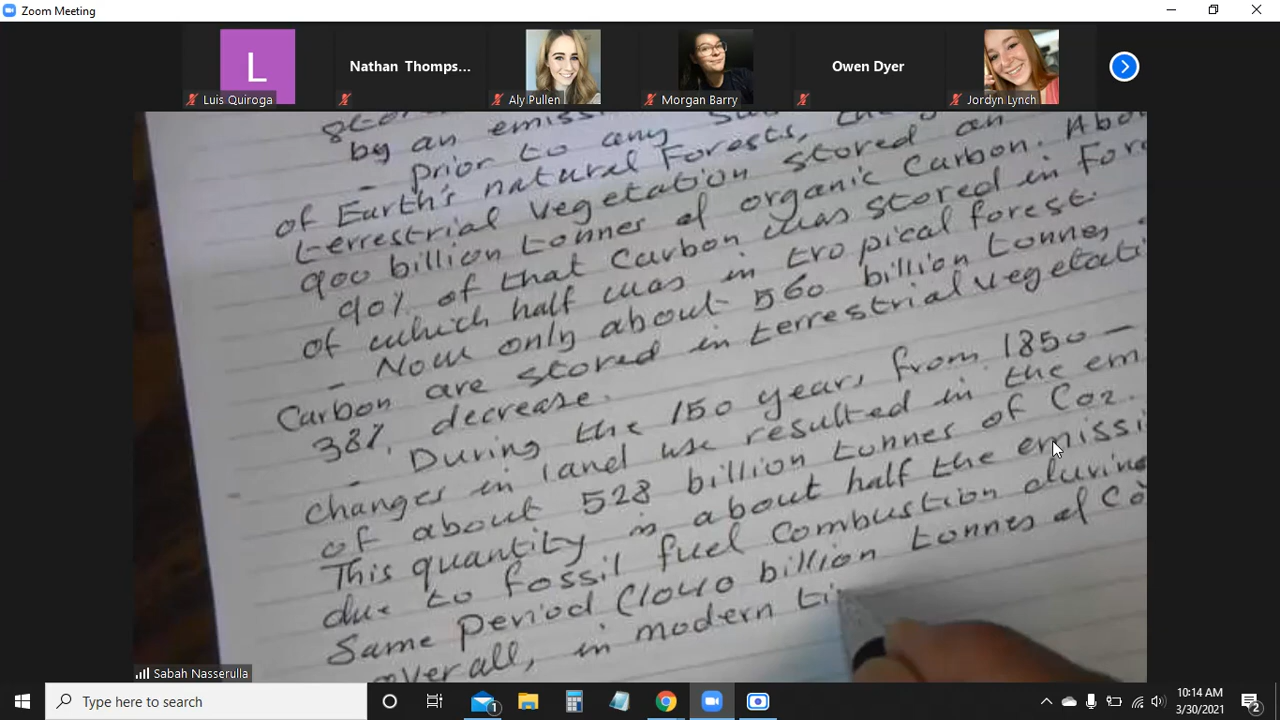 Zoom Meeting
L
Luis Quiroga
Nathan Thomps...
Aly Pullen
Morgan Barry
Owen Dyer
Jordyn Lynch
by an emiss
- prior to any
of Earth's natural Forests, the
terrestrial vegetation stored an
900 billion tonnes of organic Carbon. Abo
90% of that Carbon was stored in Fore
of which half was in tropical forest.
- Now only about 560 billion tonnes
Carbon are stored in terrestrial vegetati
38% decrease.
- During the 150 years from 1850 -
changes in land use resulted in the em
of about 528 billion tonnes of CO2.
This quantity is about half the emissi
due to fossil fuel Combustion during
Same Period (1040 billion tonnes of CO
overall, in modern ti
Sabah Nasserulla
Type here to search
1
10:14 AM
3/30/2021
2